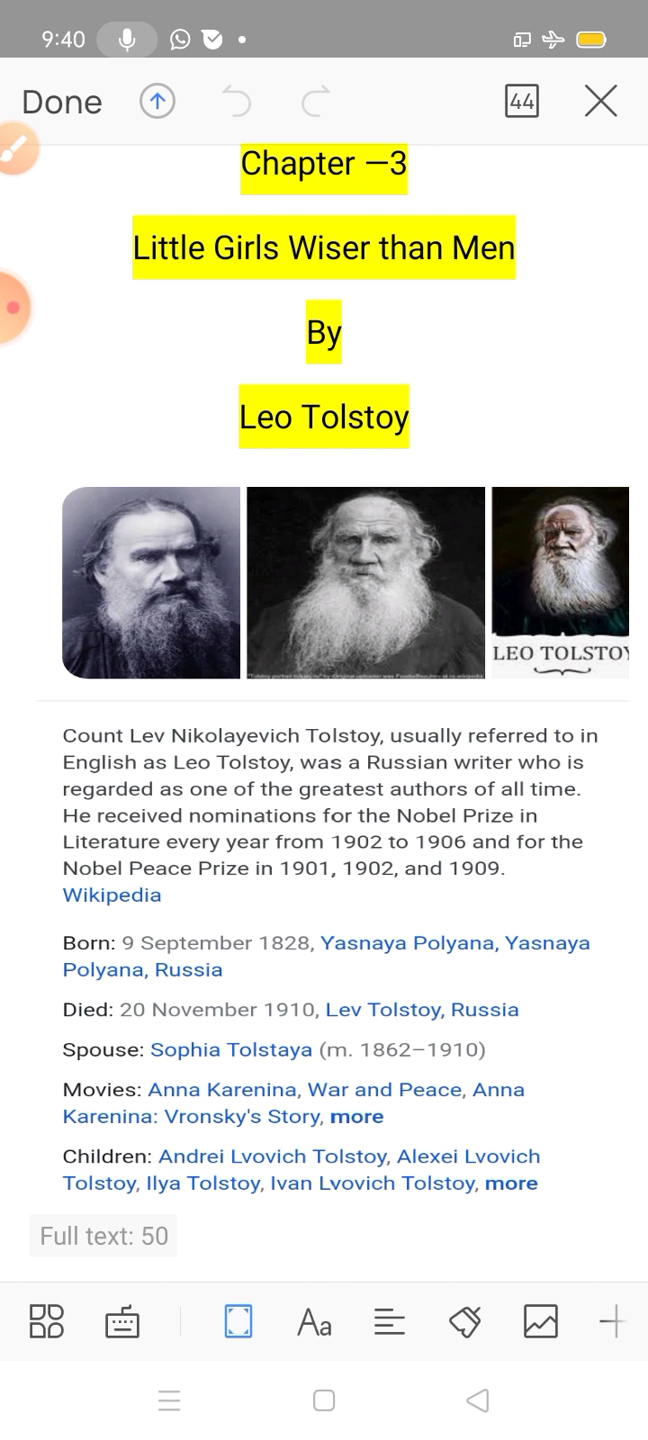 9:40
Done
44
Chapter —3
Little Girls Wiser than Men
By
Leo Tolstoy
LEO TOLSTOY
Count Lev Nikolayevich Tolstoy, usually referred to in
English as Leo Tolstoy, was a Russian writer who is
regarded as one of the greatest authors of all time.
He received nominations for the Nobel Prize in
Literature every year from 1902 to 1906 and for the
Nobel Peace Prize in 1901, 1902, and 1909.
Wikipedia
Born: 9 September 1828, Yasnaya Polyana, Yasnaya
Polyana, Russia
Died: 20 November 1910, Lev Tolstoy, Russia
Spouse: Sophia Tolstaya (m. 1862–1910)
Movies: Anna Karenina, War and Peace, Anna
Karenina: Vronsky's Story, more
Children: Andrei Lvovich Tolstoy, Alexei Lvovich
Tolstoy, Ilya Tolstoy, Ivan Lvovich Tolstoy, more
Full text: 50
Aa